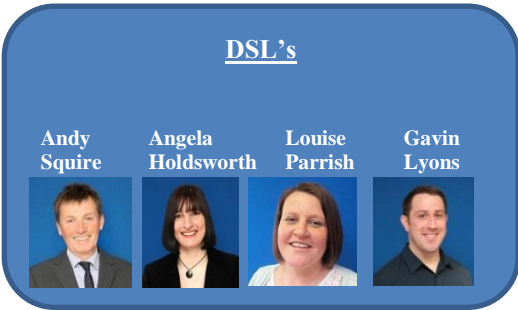 DSL’s
Andy Squire
Angela Holdsworth
Louise Parrish
Gavin Lyons